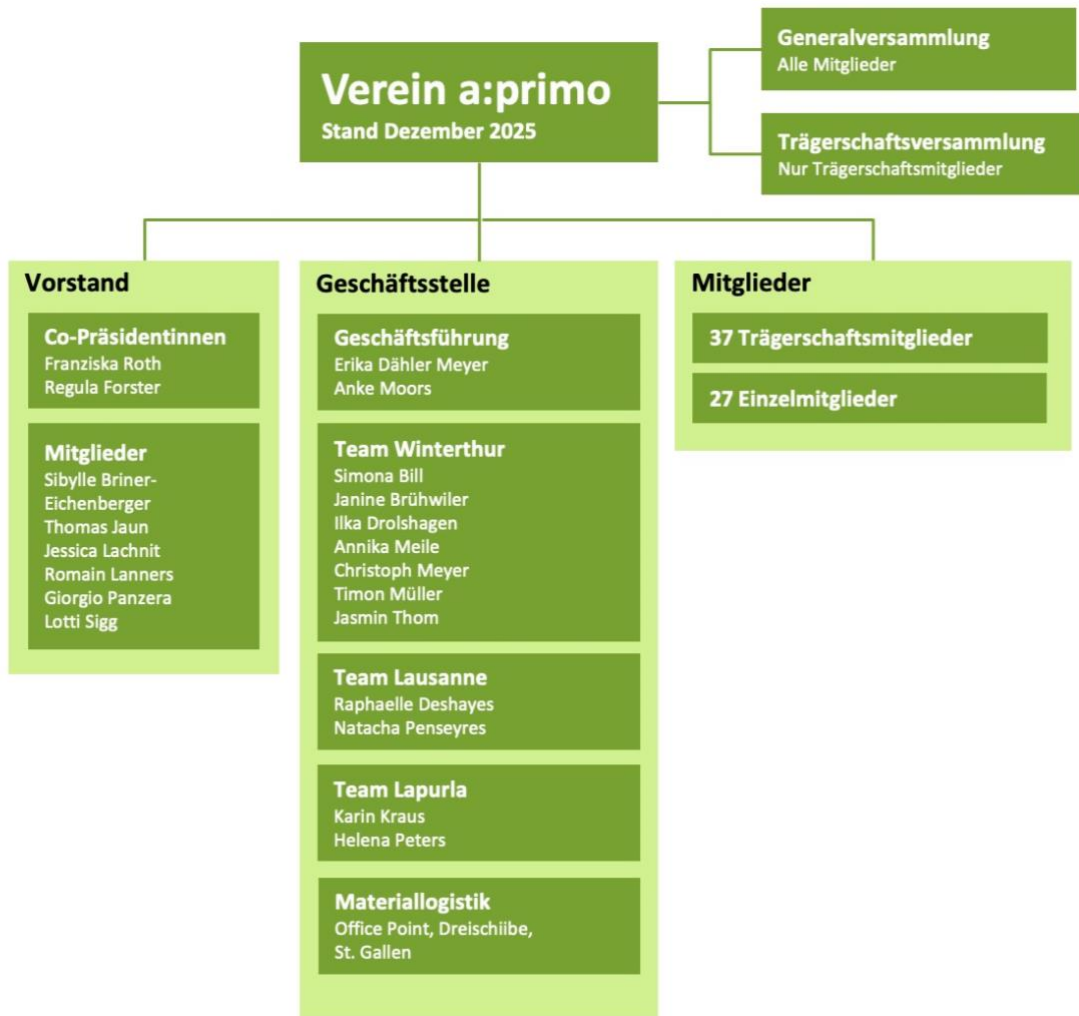 Verein a:primo
Stand Dezember 2025
Generalversammlung
Alle Mitglieder
Trägerschaftsversammlung
Nur Trägerschaftsmitglieder
Vorstand
Co-Präsidentinnen
Franziska Roth
Regula Forster
Mitglieder
Sibylle Briner-
Eichenberger
Thomas Jaun
Jessica Lachnit
Romain Lanners
Giorgio Panzera
Lotti Sigg
Geschäftsstelle
Geschäftsführung
Erika Dähler Meyer
Anke Moors
Team Winterthur
Simona Bill
Janine Brühwiler
Ilka Drolshagen
Annika Meile
Christoph Meyer
Timon Müller
Jasmin Thom
Team Lausanne
Raphaelle Deshayes
Natacha Penseyres
Team Lapurla
Karin Kraus
Helena Peters
Materiallogistik
Office Point, Dreischiibe,
St. Gallen
Mitglieder
37 Trägerschaftsmitglieder
27 Einzelmitglieder